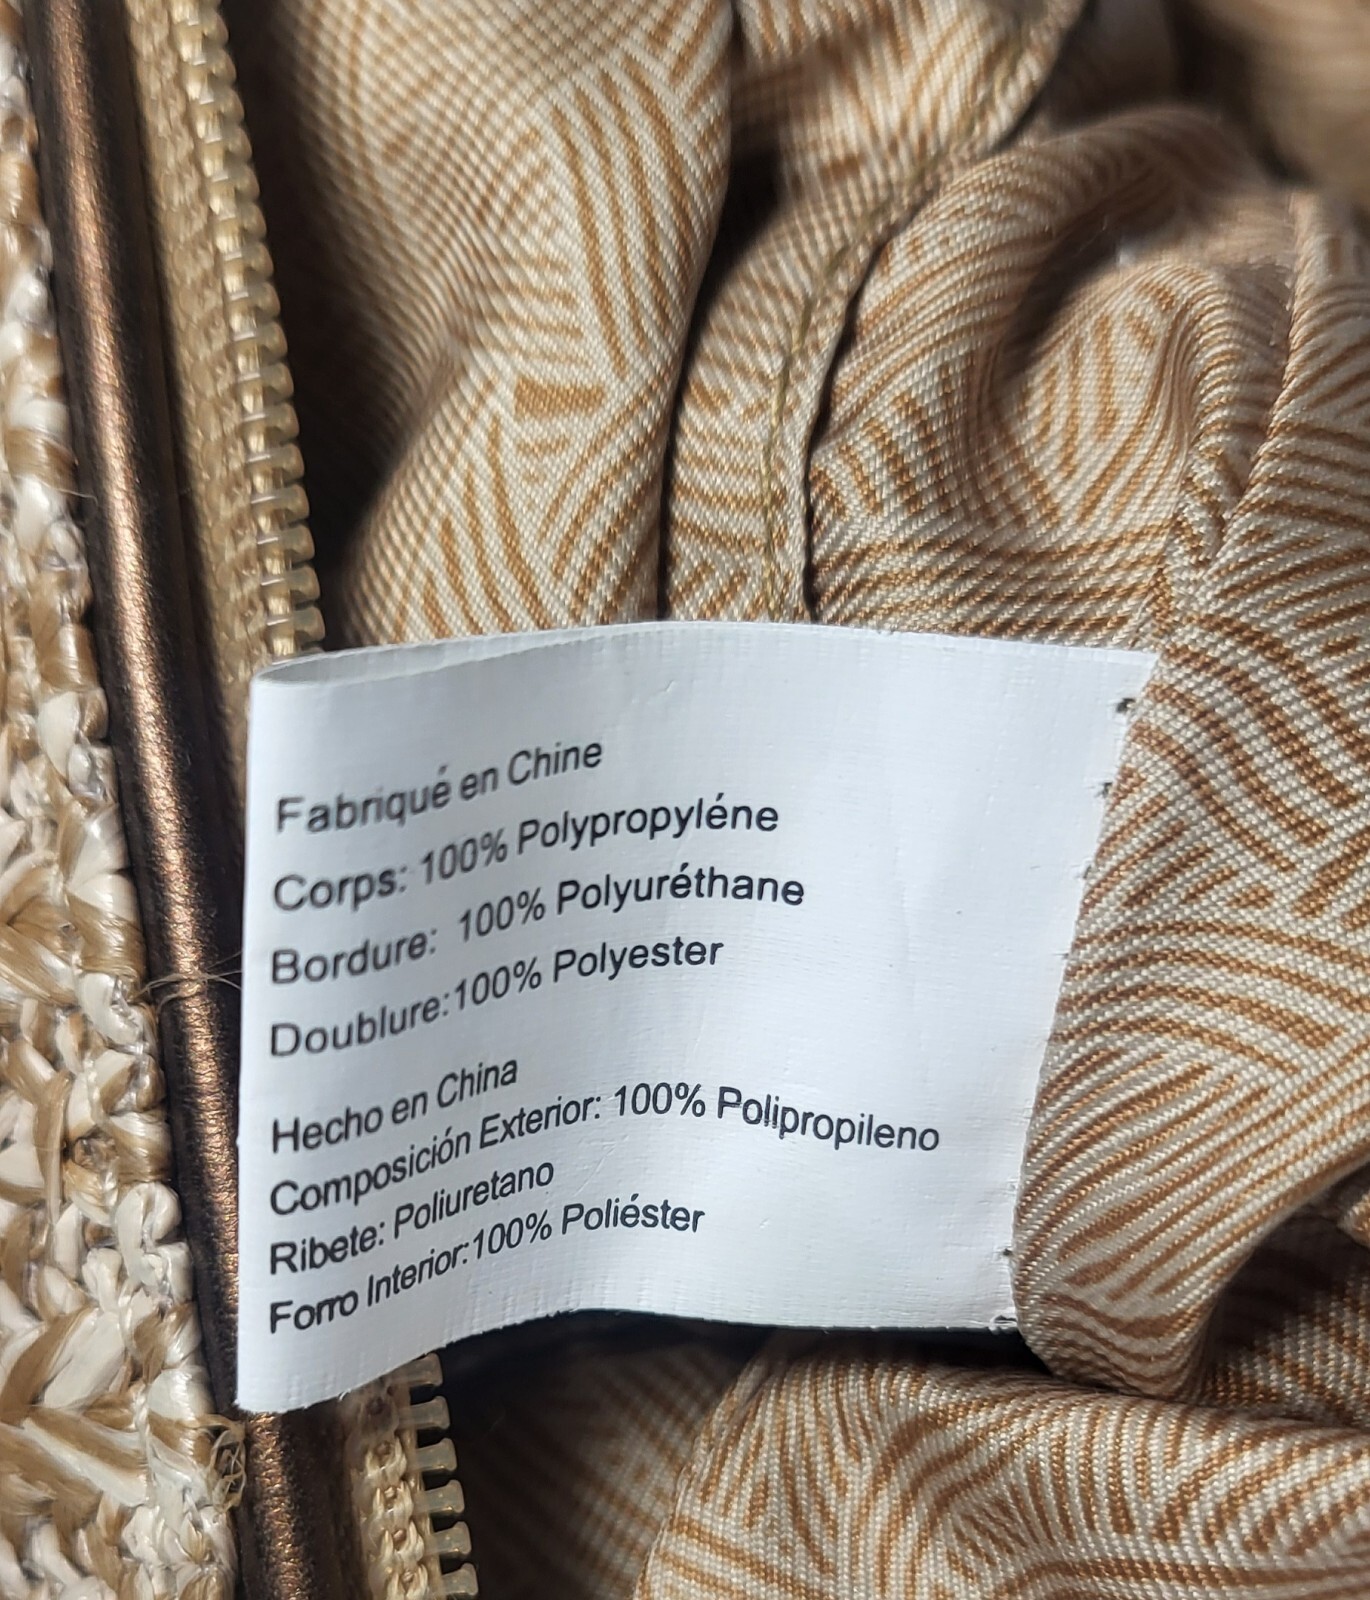 Fabriqué en Chine
Corps: 100% Polypropyléne
Bordure: 100% Polyuréthane
Doublure:100% Polyester
Hecho en China
Composición Exterior: 100% Polipropileno
Ribete: Poliuretano
Forro Interior:100% Poliéster